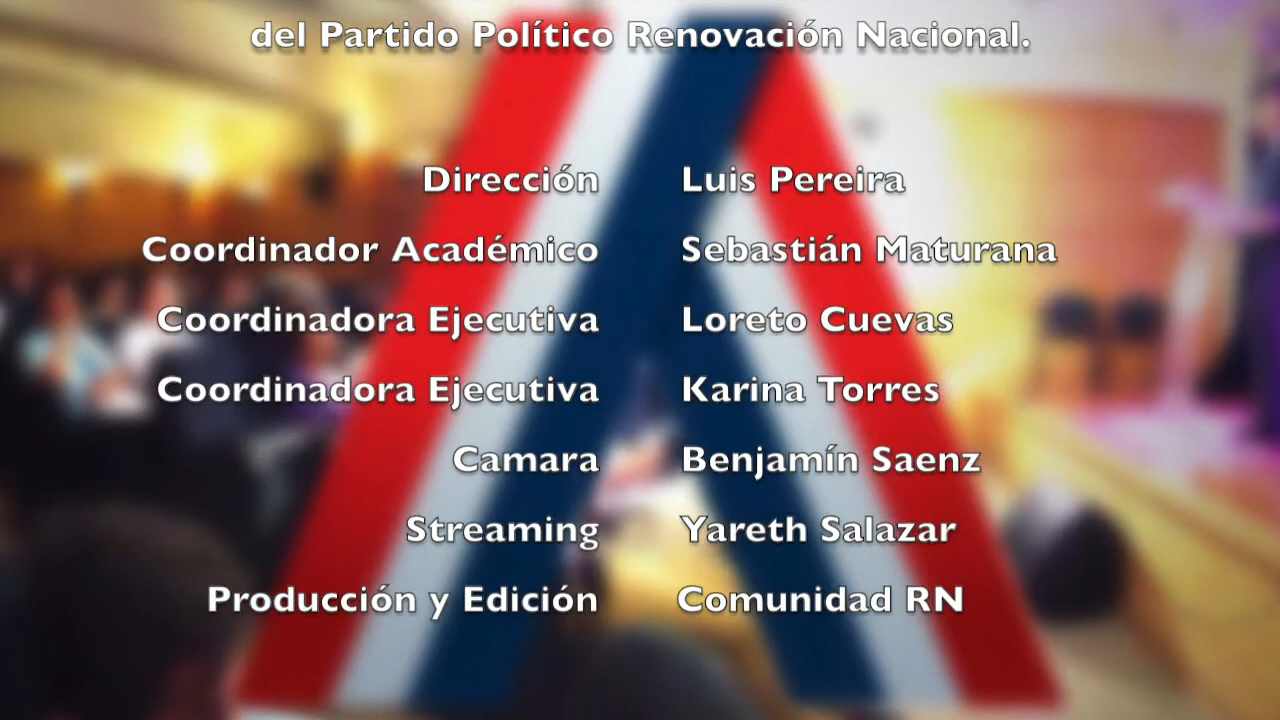 del Partido Político Renovación Nacional.
Dirección Luis Pereira
Coordinador Académico Sebastián Maturana
Coordinadora Ejecutiva Loreto Cuevas
Coordinadora Ejecutiva Karina Torres
Camara Benjamín Saenz
Streaming Yareth Salazar
Producción y Edición Comunidad RN